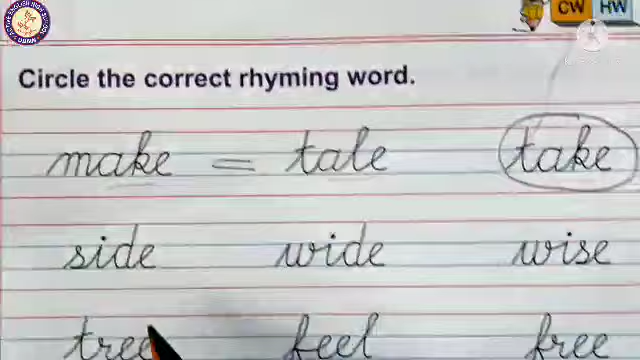 CW HW
Circle the correct rhyming word.
make = tale take
side wide wise
tree feel free